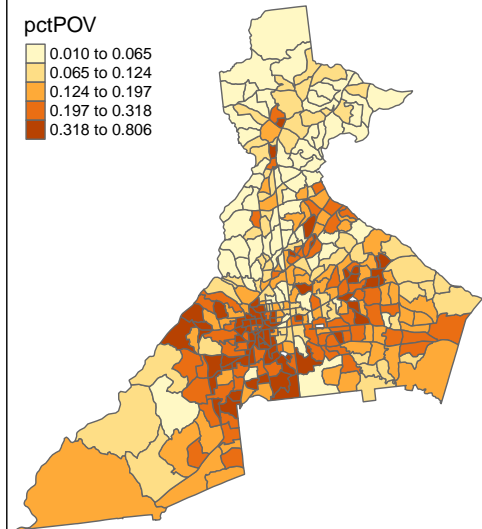 pctPOV
0.010 to 0.065
0.065 to 0.124
0.124 to 0.197
0.197 to 0.318
0.318 to 0.806